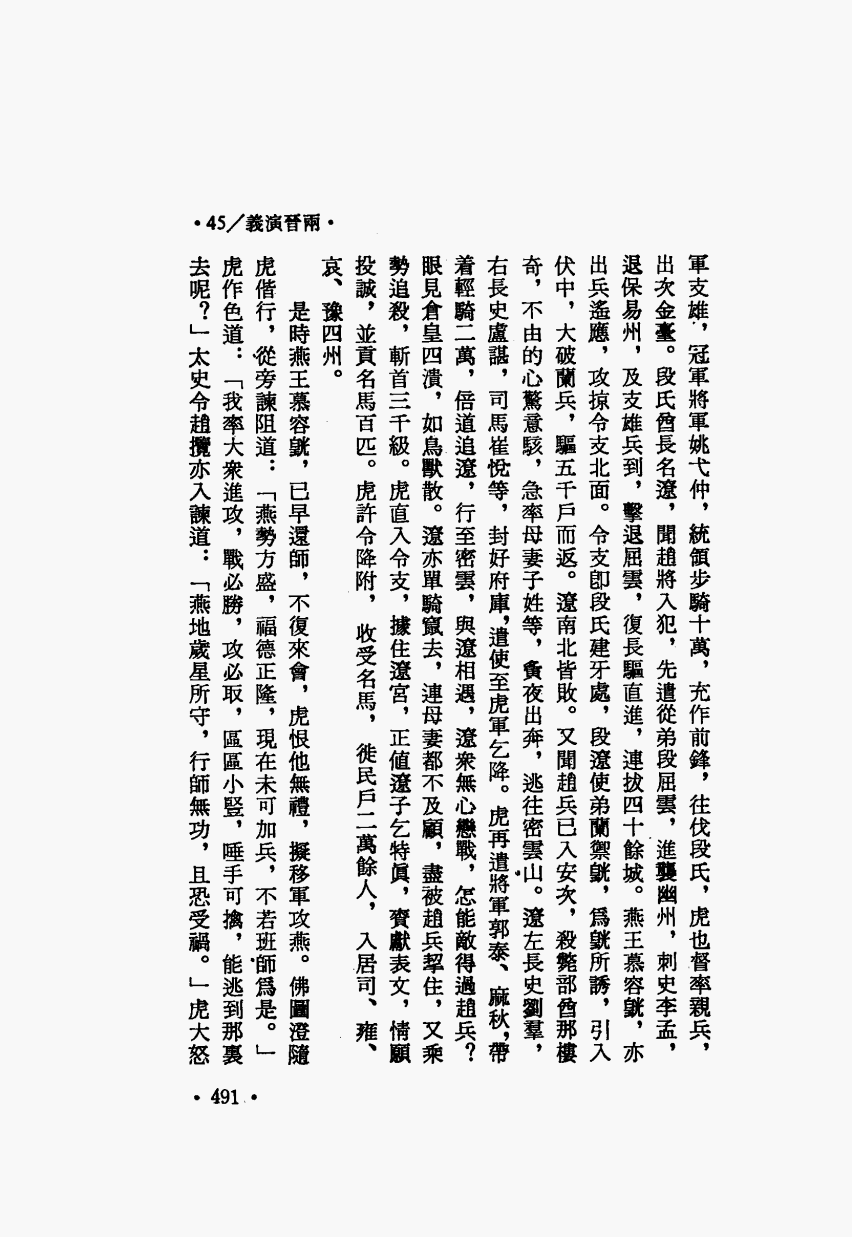 ·45／義演晉兩·
軍支雄，冠軍將軍姚弋仲，統領步騎十萬，充作前鋒，往伐段氏，虎也督率親兵，
出次金臺。段氏酋長名遼，聞趙將入犯，先遣從弟段屈雲，進襲幽州，刺史李孟，
退保易州，及支雄兵到，擊退屈雲，復長驅直進，連拔四十餘城。燕王慕容皝，亦
出兵遙應，攻掠令支北面。令支卽段氏建牙處，段遼使弟蘭禦皝，爲皝所誘，引入
伏中，大破蘭兵，驅五千戶而返。遼南北皆敗。又聞趙兵已入安次，殺斃部酋那樓
奇，不由的心驚意駭，急率母妻子姓等，夤夜出奔，逃往密雲山。遼左長史劉羣，
右長史盧諶，司馬崔悅等，封好府庫，遣使至虎軍乞降。虎再遣將軍郭泰、麻秋，帶
着輕騎二萬，倍道追遼，行至密雲，與遼相遇，遼衆無心戀戰，怎能敵得過趙兵？
眼見倉皇四潰，如鳥獸散。遼亦單騎竄去，連母妻都不及顧，盡被趙兵拏住，又乘
勢追殺，斬首三千級。虎直入令支，據住遼宮，正值遼子乞特眞，賫獻表文，情願
投誠，並貢名馬百匹。虎許令降附，收受名馬，徙民戶二萬餘人，入居司、雍、
兗、豫四州。
是時燕王慕容皝，已早還師，不復來會，虎恨他無禮，擬移軍攻燕。佛圖澄隨
虎偕行，從旁諫阻道：「燕勢方盛，福德正隆，現在未可加兵，不若班師爲是。」
虎作色道：「我率大衆進攻，戰必勝，攻必取，區區小豎，唾手可擒，能逃到那裏
去呢？」太史令趙攬亦入諫道：「燕地歲星所守，行師無功，且恐受禍。」虎大怒
·491·